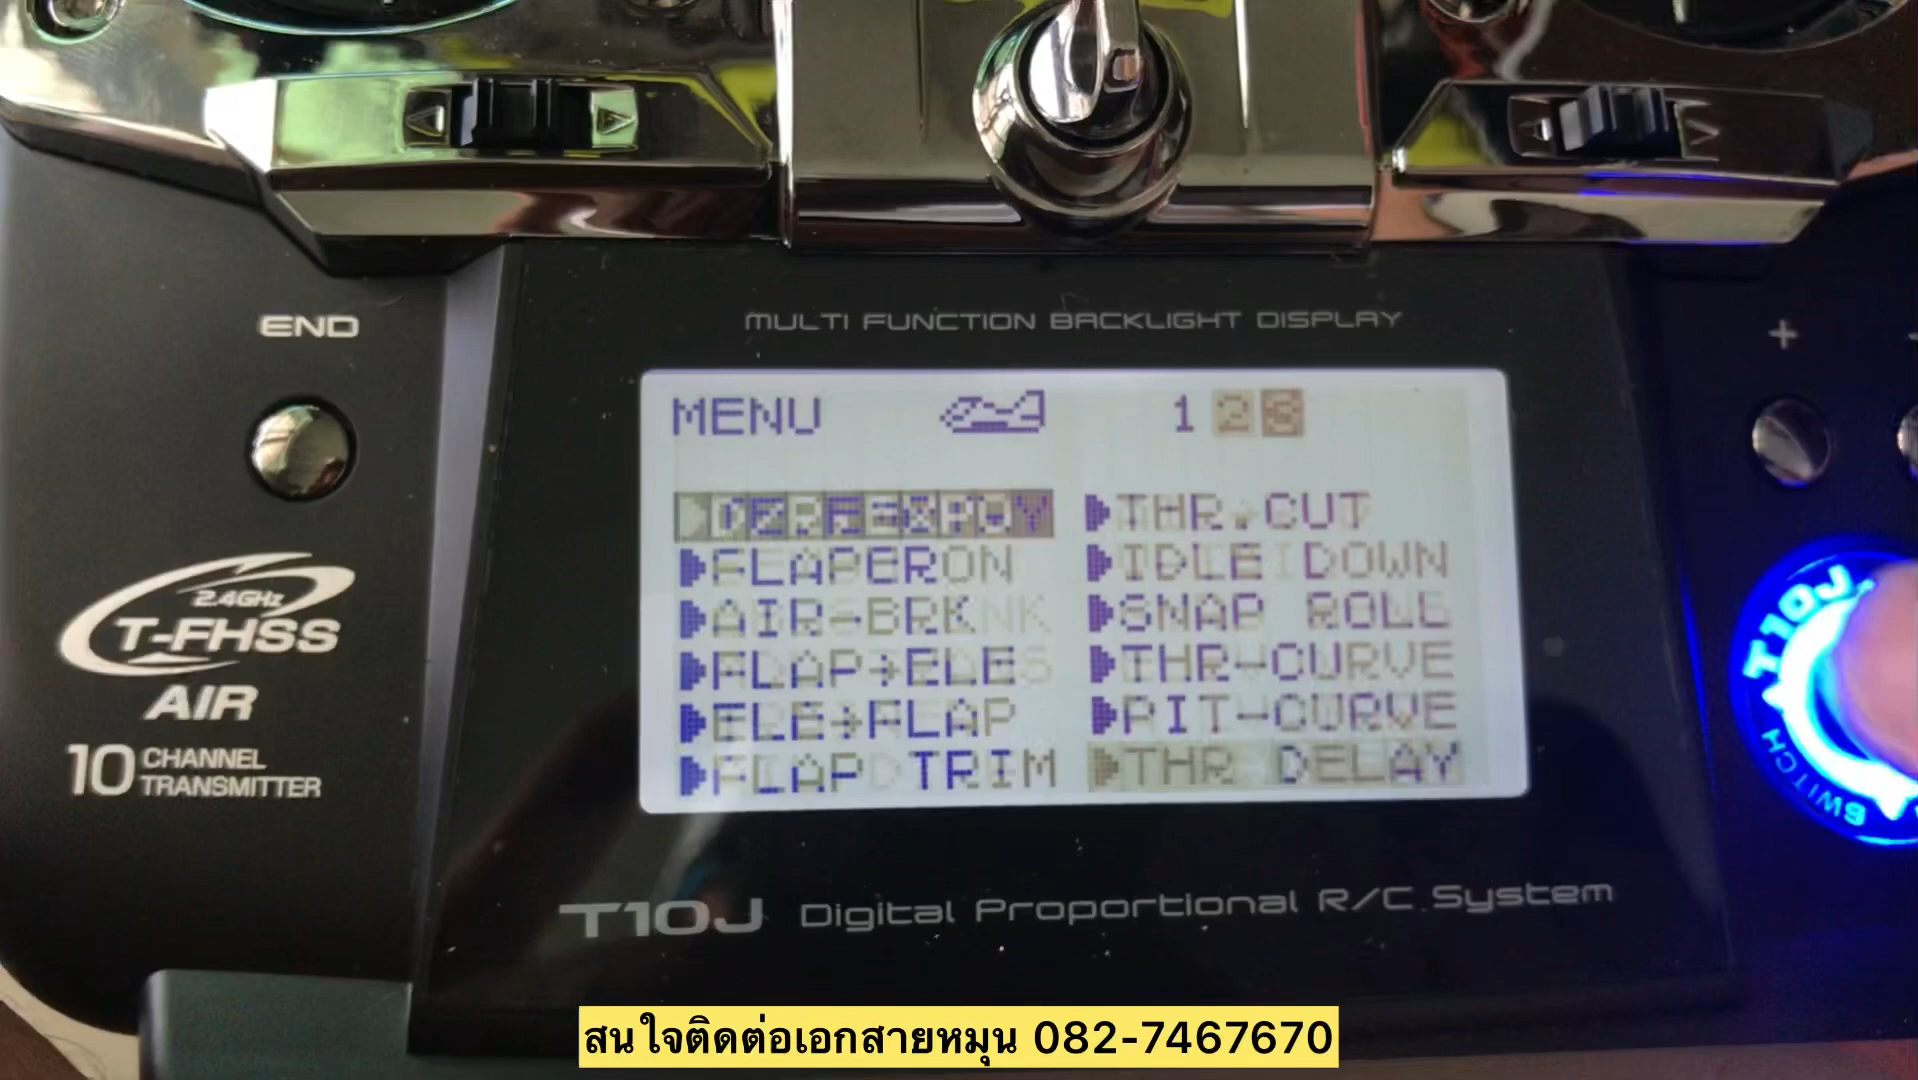 END
MULTI FUNCTION BACKLIGHT DISPLAY
+
MENU 1 2 3
▶THR.CUT
▶FLAPERON ▶IDLE DOWN
▶AIR-BRK ▶SNAP ROLL
▶FLAP→ELE ▶THR-CURVE
▶ELE→FLAP ▶PIT-CURVE
▶FLAP TRIM ▶THR DELAY
2.4GHz
T-FHSS
AIR
10 CHANNEL
TRANSMITTER
T10J
SWITCH
T10J Digital Proportional R/C System
สนใจติดต่อเอกสายหมุน 082-7467670